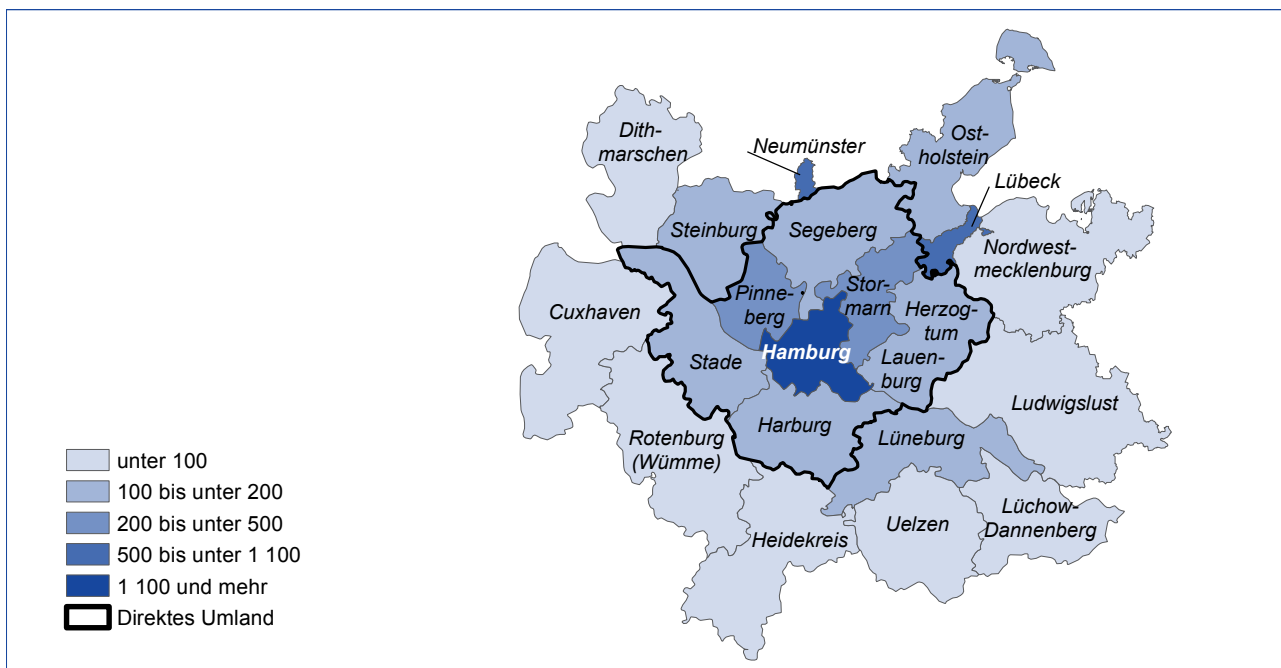 Dith-
marschen
Neumünster
Ost-
holstein
Lübeck
Steinburg
Segeberg
Nordwest-
mecklenburg
Cuxhaven
Pinne-
berg
Stor-
marn
Herzog-
tum
Lauen-
burg
Hamburg
Stade
Ludwigslust
Harburg
Lüneburg
Rotenburg
(Wümme)
Heidekreis
Uelzen
Lüchow-
Dannenberg
unter 100
100 bis unter 200
200 bis unter 500
500 bis unter 1 100
1 100 und mehr
Direktes Umland